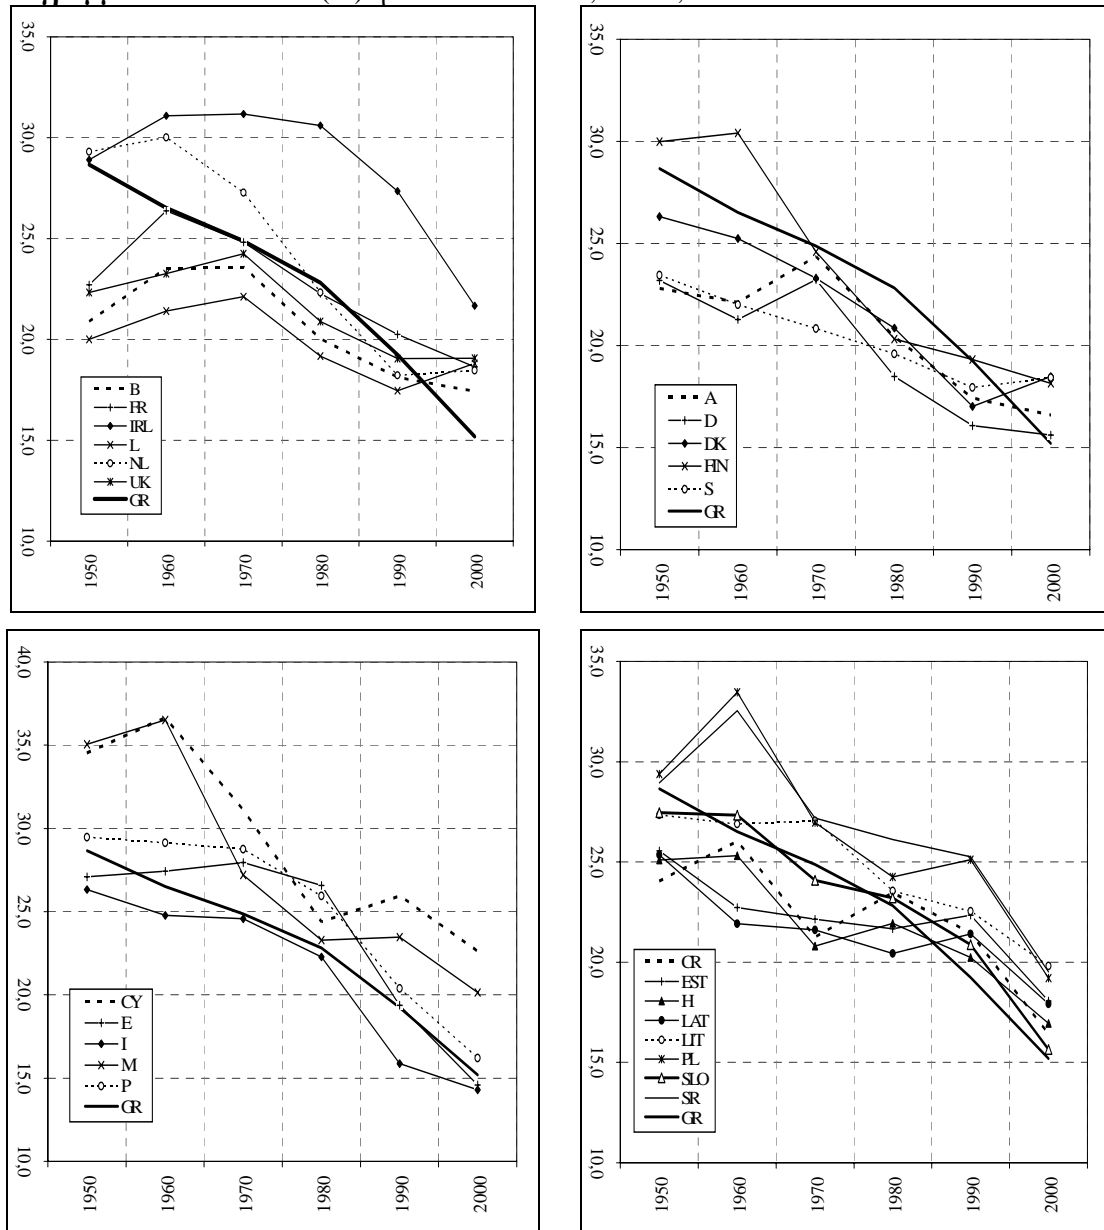 35,0
30,0
25,0
20,0
15,0
10,0
B
FR
IRL
L
NL
UK
GR
1950
1960
1970
1980
1990
2000
35,0
30,0
25,0
20,0
15,0
10,0
A
D
DK
FIN
S
GR
1950
1960
1970
1980
1990
2000
40,0
35,0
30,0
25,0
20,0
15,0
10,0
CY
E
I
M
P
GR
1950
1960
1970
1980
1990
2000
35,0
30,0
25,0
20,0
15,0
10,0
CR
EST
H
LAT
LIT
PL
SLO
SR
GR
1950
1960
1970
1980
1990
2000